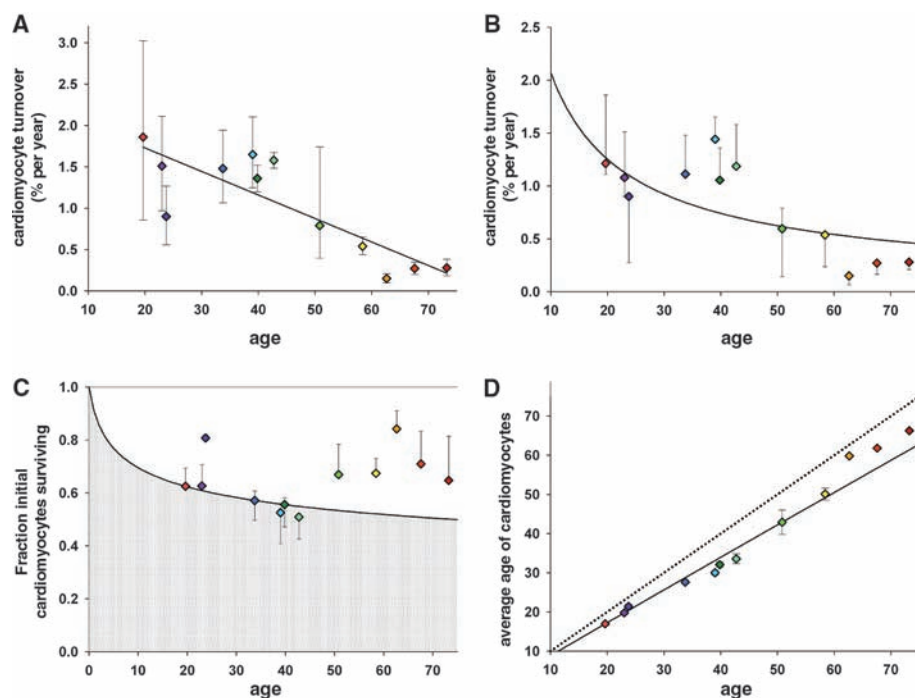 A
cardiomyocyte turnover
(% per year)
3.0
2.5
2.0
1.5
1.0
0.5
0.0
10 20 30 40 50 60 70
age
B
cardiomyocyte turnover
(% per year)
2.5
2.0
1.5
1.0
0.5
0.0
10 20 30 40 50 60 70
age
C
Fraction initial
cardiomyocytes surviving
1.0
0.8
0.6
0.4
0.2
0.0
0 10 20 30 40 50 60 70
age
D
average age of cardiomyocytes
70
60
50
40
30
20
10
10 20 30 40 50 60 70
age